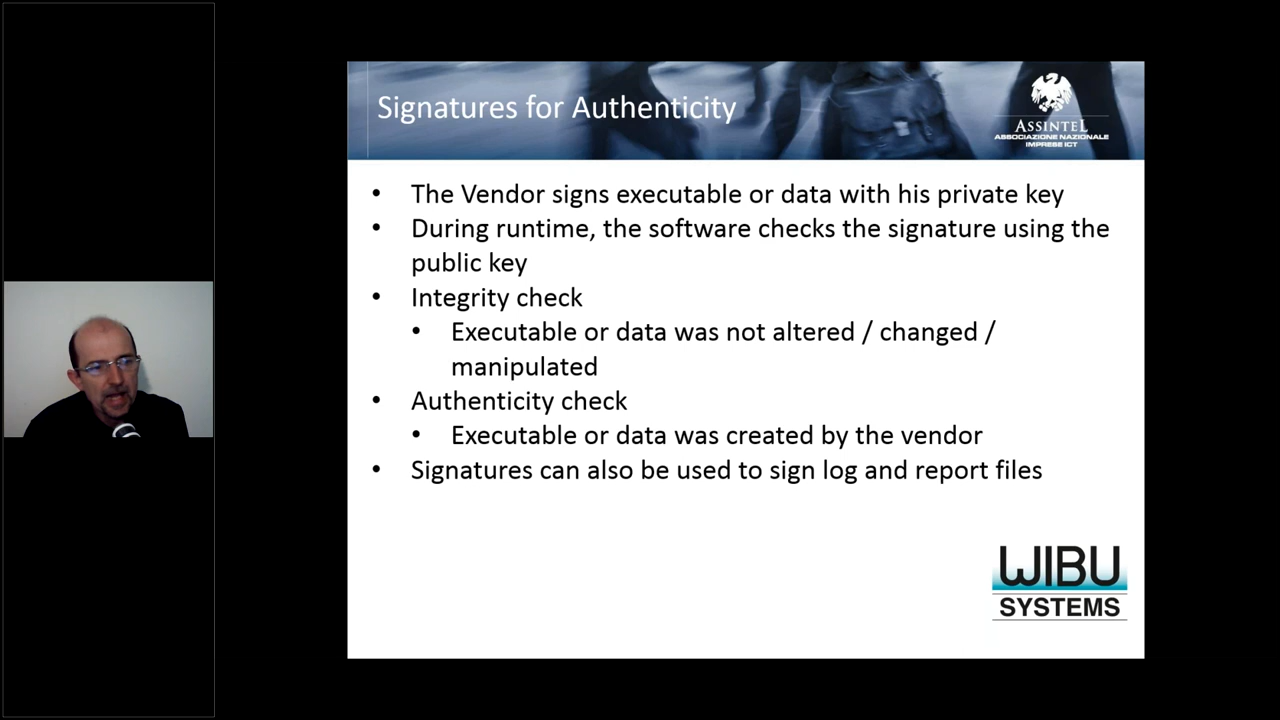 Signatures for Authenticity
ASSINTEL
ASSOCIAZIONE NAZIONALE
IMPRESE ICT
• The Vendor signs executable or data with his private key
• During runtime, the software checks the signature using the
public key
• Integrity check
• Executable or data was not altered / changed /
manipulated
• Authenticity check
• Executable or data was created by the vendor
• Signatures can also be used to sign log and report files
WIBU
SYSTEMS